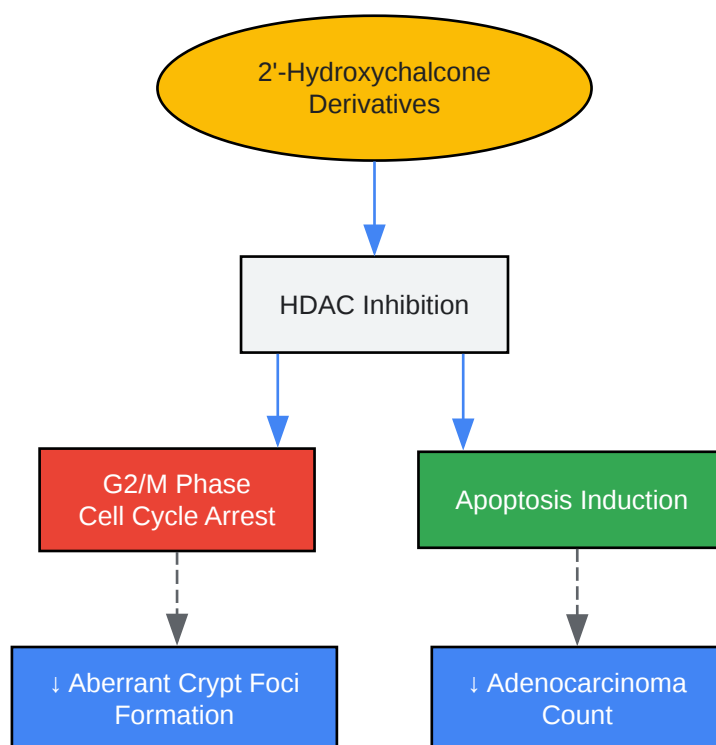 2'-Hydroxychalcone
Derivatives
HDAC Inhibition
G2/M Phase
Cell Cycle Arrest
Apoptosis Induction
↓ Aberrant Crypt Foci
Formation
↓ Adenocarcinoma
Count